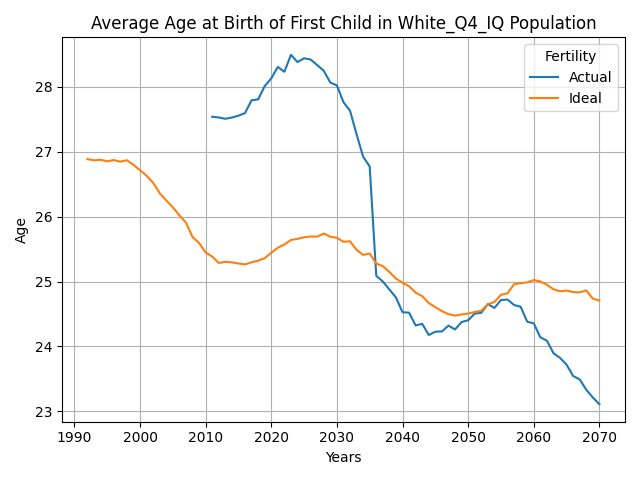 Average Age at Birth of First Child in White_Q4_IQ Population
Fertility
Actual
Ideal
Age
28
27
26
25
24
23
1990 2000 2010 2020 2030 2040 2050 2060 2070
Years